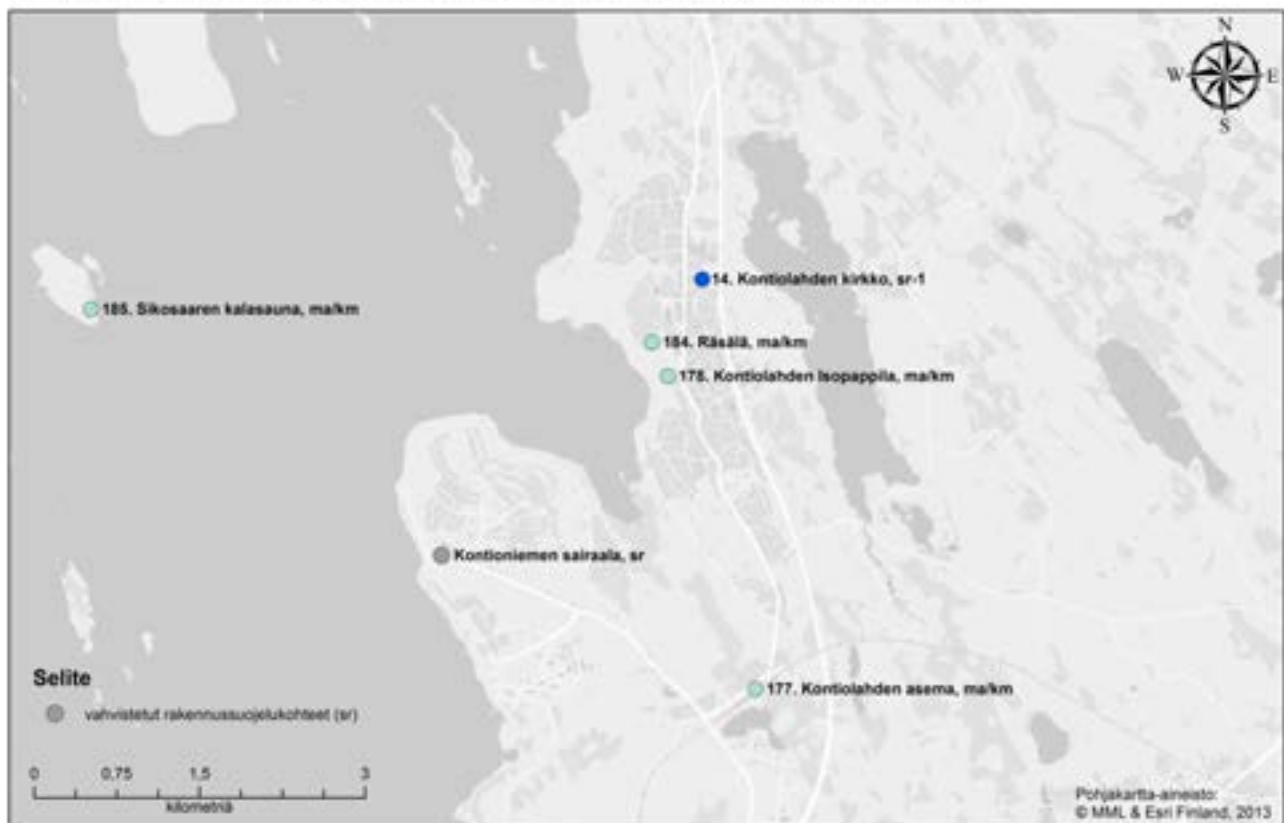 N
W E
S
14. Kontiolahden kirkko, sr-1
185. Sikosaaren kalasauna, ma/km
184. Räsälä, ma/km
178. Kontiolahden Isopappila, ma/km
Kontioniemen sairaala, sr
177. Kontiolahden asema, ma/km
Selite
vahvistetut rakennussuojelukohteet (sr)
0 0,75 1,5 3
kilometriä
Pohjakartta-aineisto:
© MML & Esri Finland, 2013